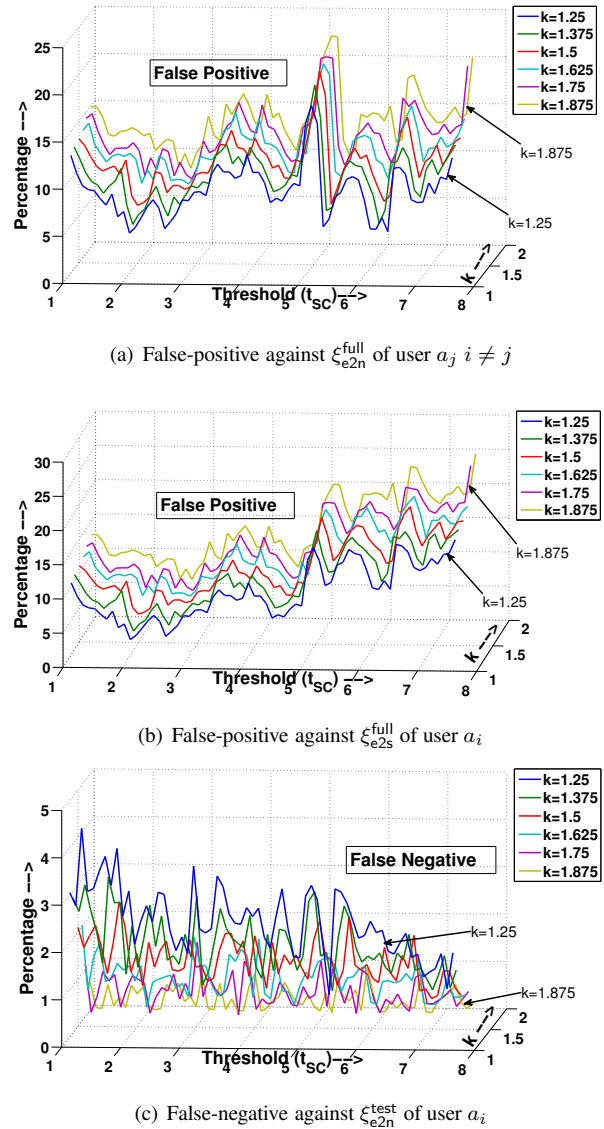 25
20
15
10
5
0
Percentage --->
False Positive
k=1.25
k=1.375
k=1.5
k=1.625
k=1.75
k=1.875
k=1.875
k=1.25
1
2
3
4
5
6
7
8
Threshold (t_SC)--->
1
1.5
2
k --->
(a) False-positive against ξ^full_e2n of user a_j i ≠ j
30
25
20
15
10
5
0
Percentage --->
False Positive
k=1.25
k=1.375
k=1.5
k=1.625
k=1.75
k=1.875
k=1.875
k=1.25
1
2
3
4
5
6
7
8
Threshold (t_SC) --->
1
1.5
2
k --->
(b) False-positive against ξ^full_e2s of user a_i
5
4
3
2
1
0
Percentage --->
False Negative
k=1.25
k=1.375
k=1.5
k=1.625
k=1.75
k=1.875
k=1.25
k=1.875
1
2
3
4
5
6
7
8
Threshold (t_SC)--->
1
1.5
2
k --->
(c) False-negative against ξ^test_e2n of user a_i